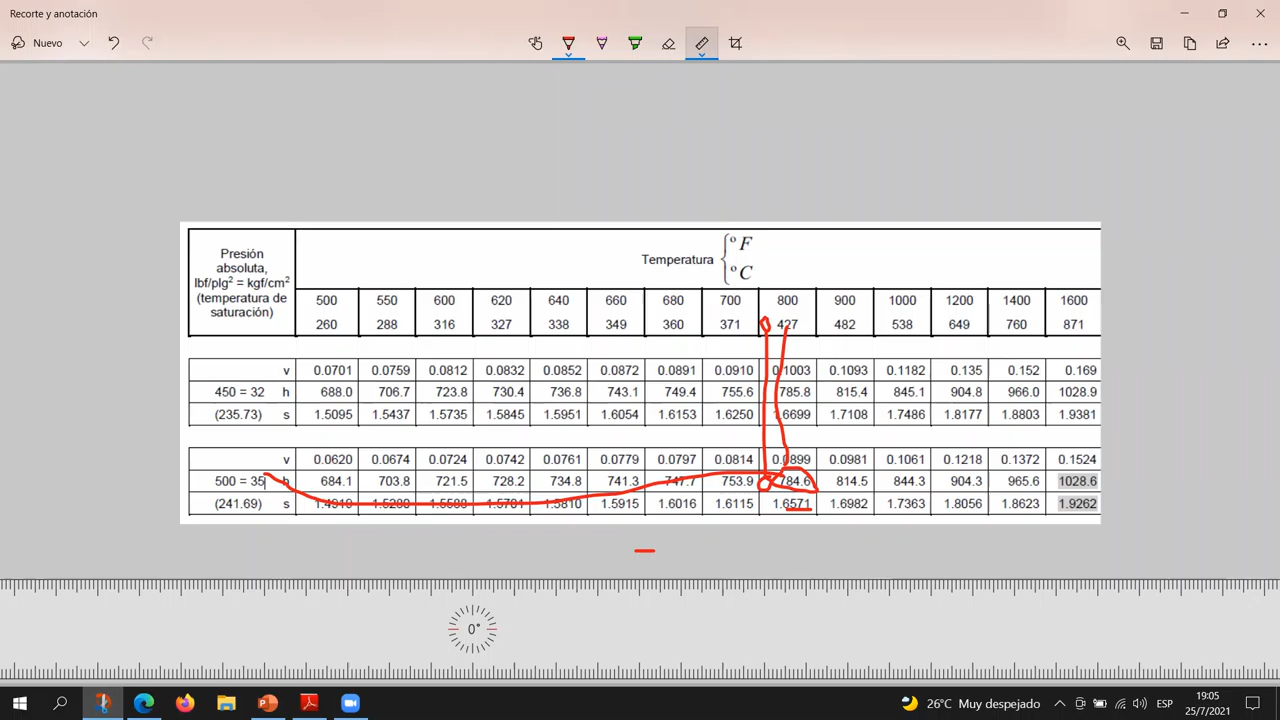 Recorte y anotación
Nuevo
Presión
absoluta,
lbf/plg² = kgf/cm²
(temperatura de
saturación)
Temperatura { º F
º C
500 550 600 620 640 660 680 700 800 900 1000 1200 1400 1600
260 288 316 327 338 349 360 371 427 482 538 649 760 871
v 0.0701 0.0759 0.0812 0.0832 0.0852 0.0872 0.0891 0.0910 0.1003 0.1093 0.1182 0.135 0.152 0.169
450 = 32 h 688.0 706.7 723.8 730.4 736.8 743.1 749.4 755.6 785.8 815.4 845.1 904.8 966.0 1028.9
(235.73) s 1.5095 1.5437 1.5735 1.5845 1.5951 1.6054 1.6153 1.6250 1.6699 1.7108 1.7486 1.8177 1.8803 1.9381
v 0.0620 0.0674 0.0724 0.0742 0.0761 0.0779 0.0797 0.0814 0.0899 0.0981 0.1061 0.1218 0.1372 0.1524
500 = 35 h 684.1 703.8 721.5 728.2 734.8 741.3 747.7 753.9 784.6 814.5 844.3 904.3 965.6 1028.6
(241.69) s 1.5810 1.5915 1.6016 1.6115 1.6571 1.6982 1.7363 1.8056 1.8623 1.9262
0°
26°C Muy despejado
ESP
19:05
25/7/2021